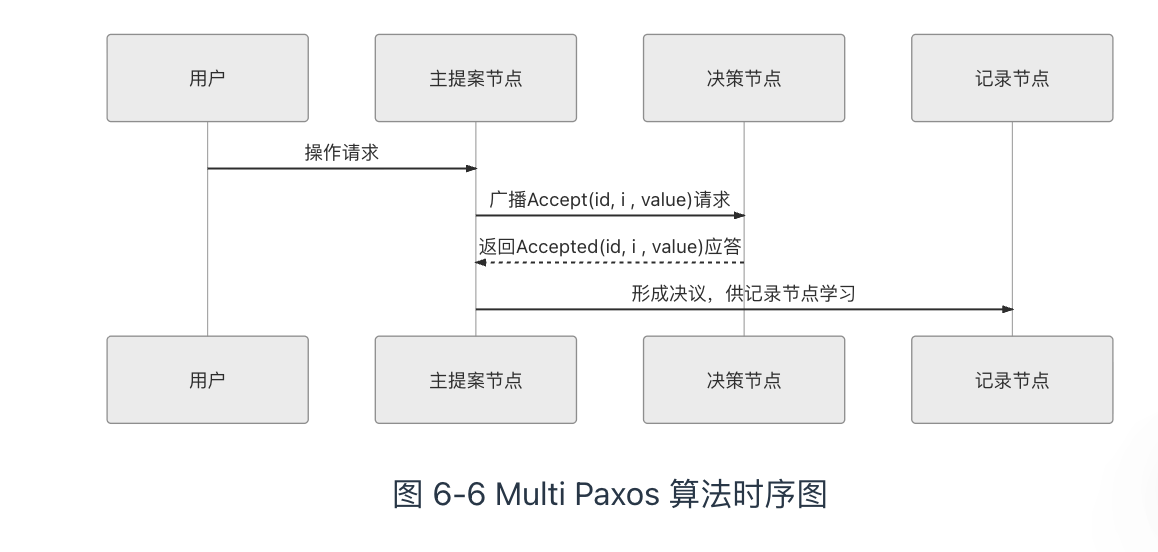 用户
主提案节点
决策节点
记录节点
操作请求
广播Accept(id, i , value)请求
返回Accepted(id, i , value)应答
形成决议，供记录节点学习
用户
主提案节点
决策节点
记录节点
图 6-6 Multi Paxos 算法时序图